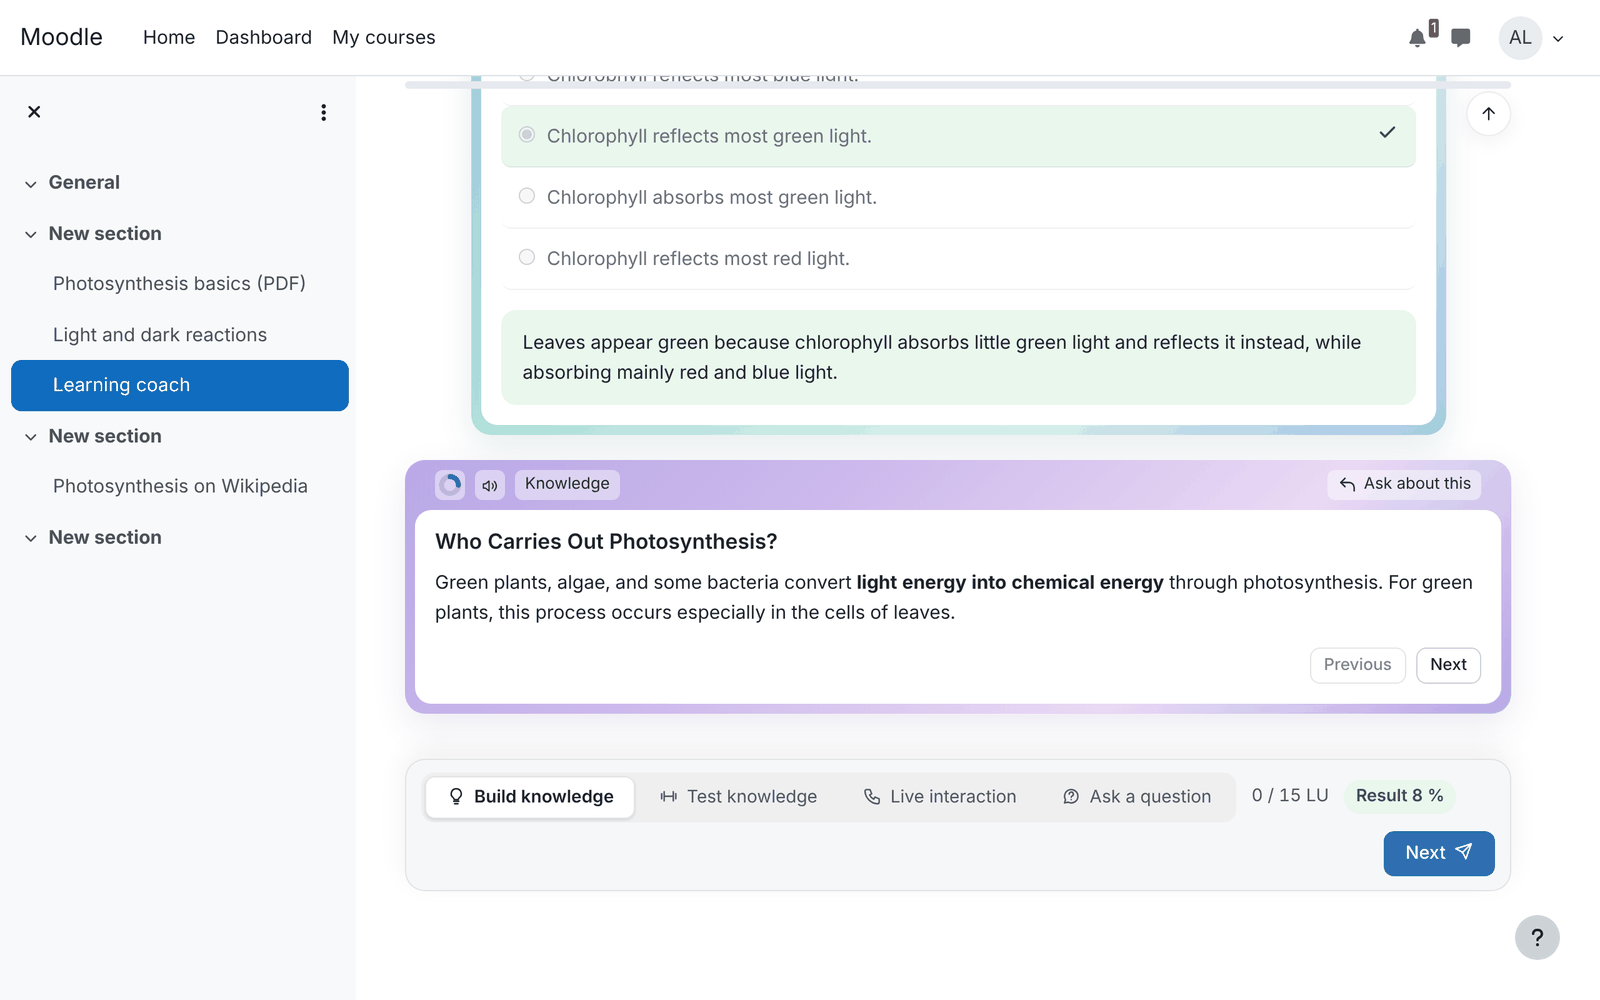 Moodle
Home
Dashboard
My courses
1
AL
General
New section
Photosynthesis basics (PDF)
Light and dark reactions
Learning coach
New section
Photosynthesis on Wikipedia
New section
Chlorophyll reflects most blue light.
Chlorophyll reflects most green light.
Chlorophyll absorbs most green light.
Chlorophyll reflects most red light.
Leaves appear green because chlorophyll absorbs little green light and reflects it instead, while
absorbing mainly red and blue light.
Knowledge
Ask about this
Who Carries Out Photosynthesis?
Green plants, algae, and some bacteria convert light energy into chemical energy through photosynthesis. For green
plants, this process occurs especially in the cells of leaves.
Previous
Next
Build knowledge
Test knowledge
Live interaction
Ask a question
0 / 15 LU
Result 8 %
Next
?